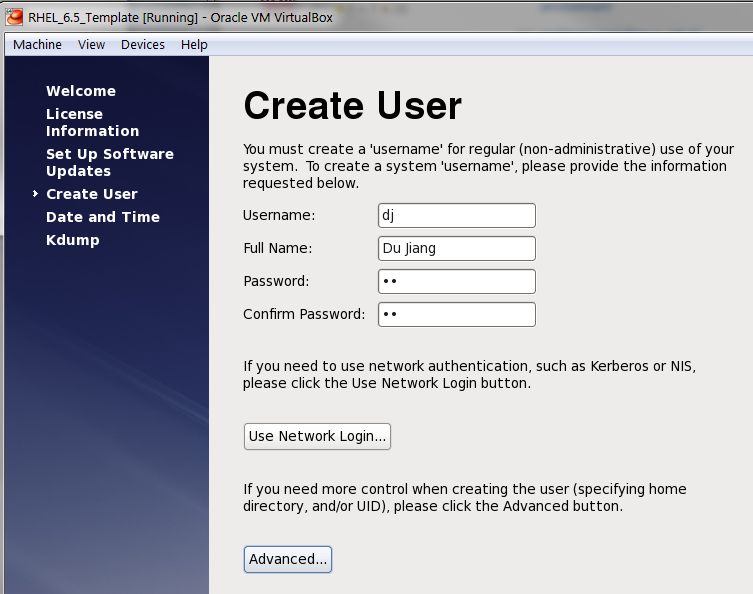 RHEL_6.5_Template [Running] - Oracle VM VirtualBox
Machine View Devices Help
Welcome
License
Information
Set Up Software
Updates
Create User
Date and Time
Kdump
Create User
You must create a 'username' for regular (non-administrative) use of your
system.  To create a system 'username', please provide the information
requested below.
Username: dj
Full Name: Du Jiang
Password: ••
Confirm Password: ••
If you need to use network authentication, such as Kerberos or NIS,
please click the Use Network Login button.
Use Network Login...
If you need more control when creating the user (specifying home
directory, and/or UID), please click the Advanced button.
Advanced...